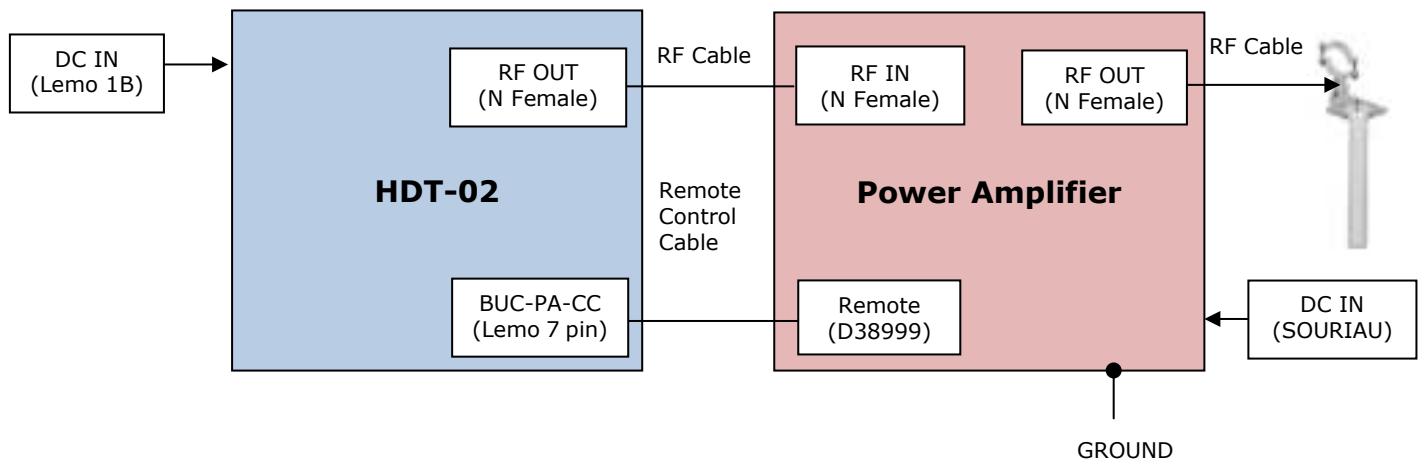 DC IN
(Lemo 1B)
RF OUT
(N Female)
HDT-02
BUC-PA-CC
(Lemo 7 pin)
RF Cable
Remote
Control
Cable
RF IN
(N Female)
RF OUT
(N Female)
Power Amplifier
Remote
(D38999)
RF Cable
DC IN
(SOURIAU)
GROUND